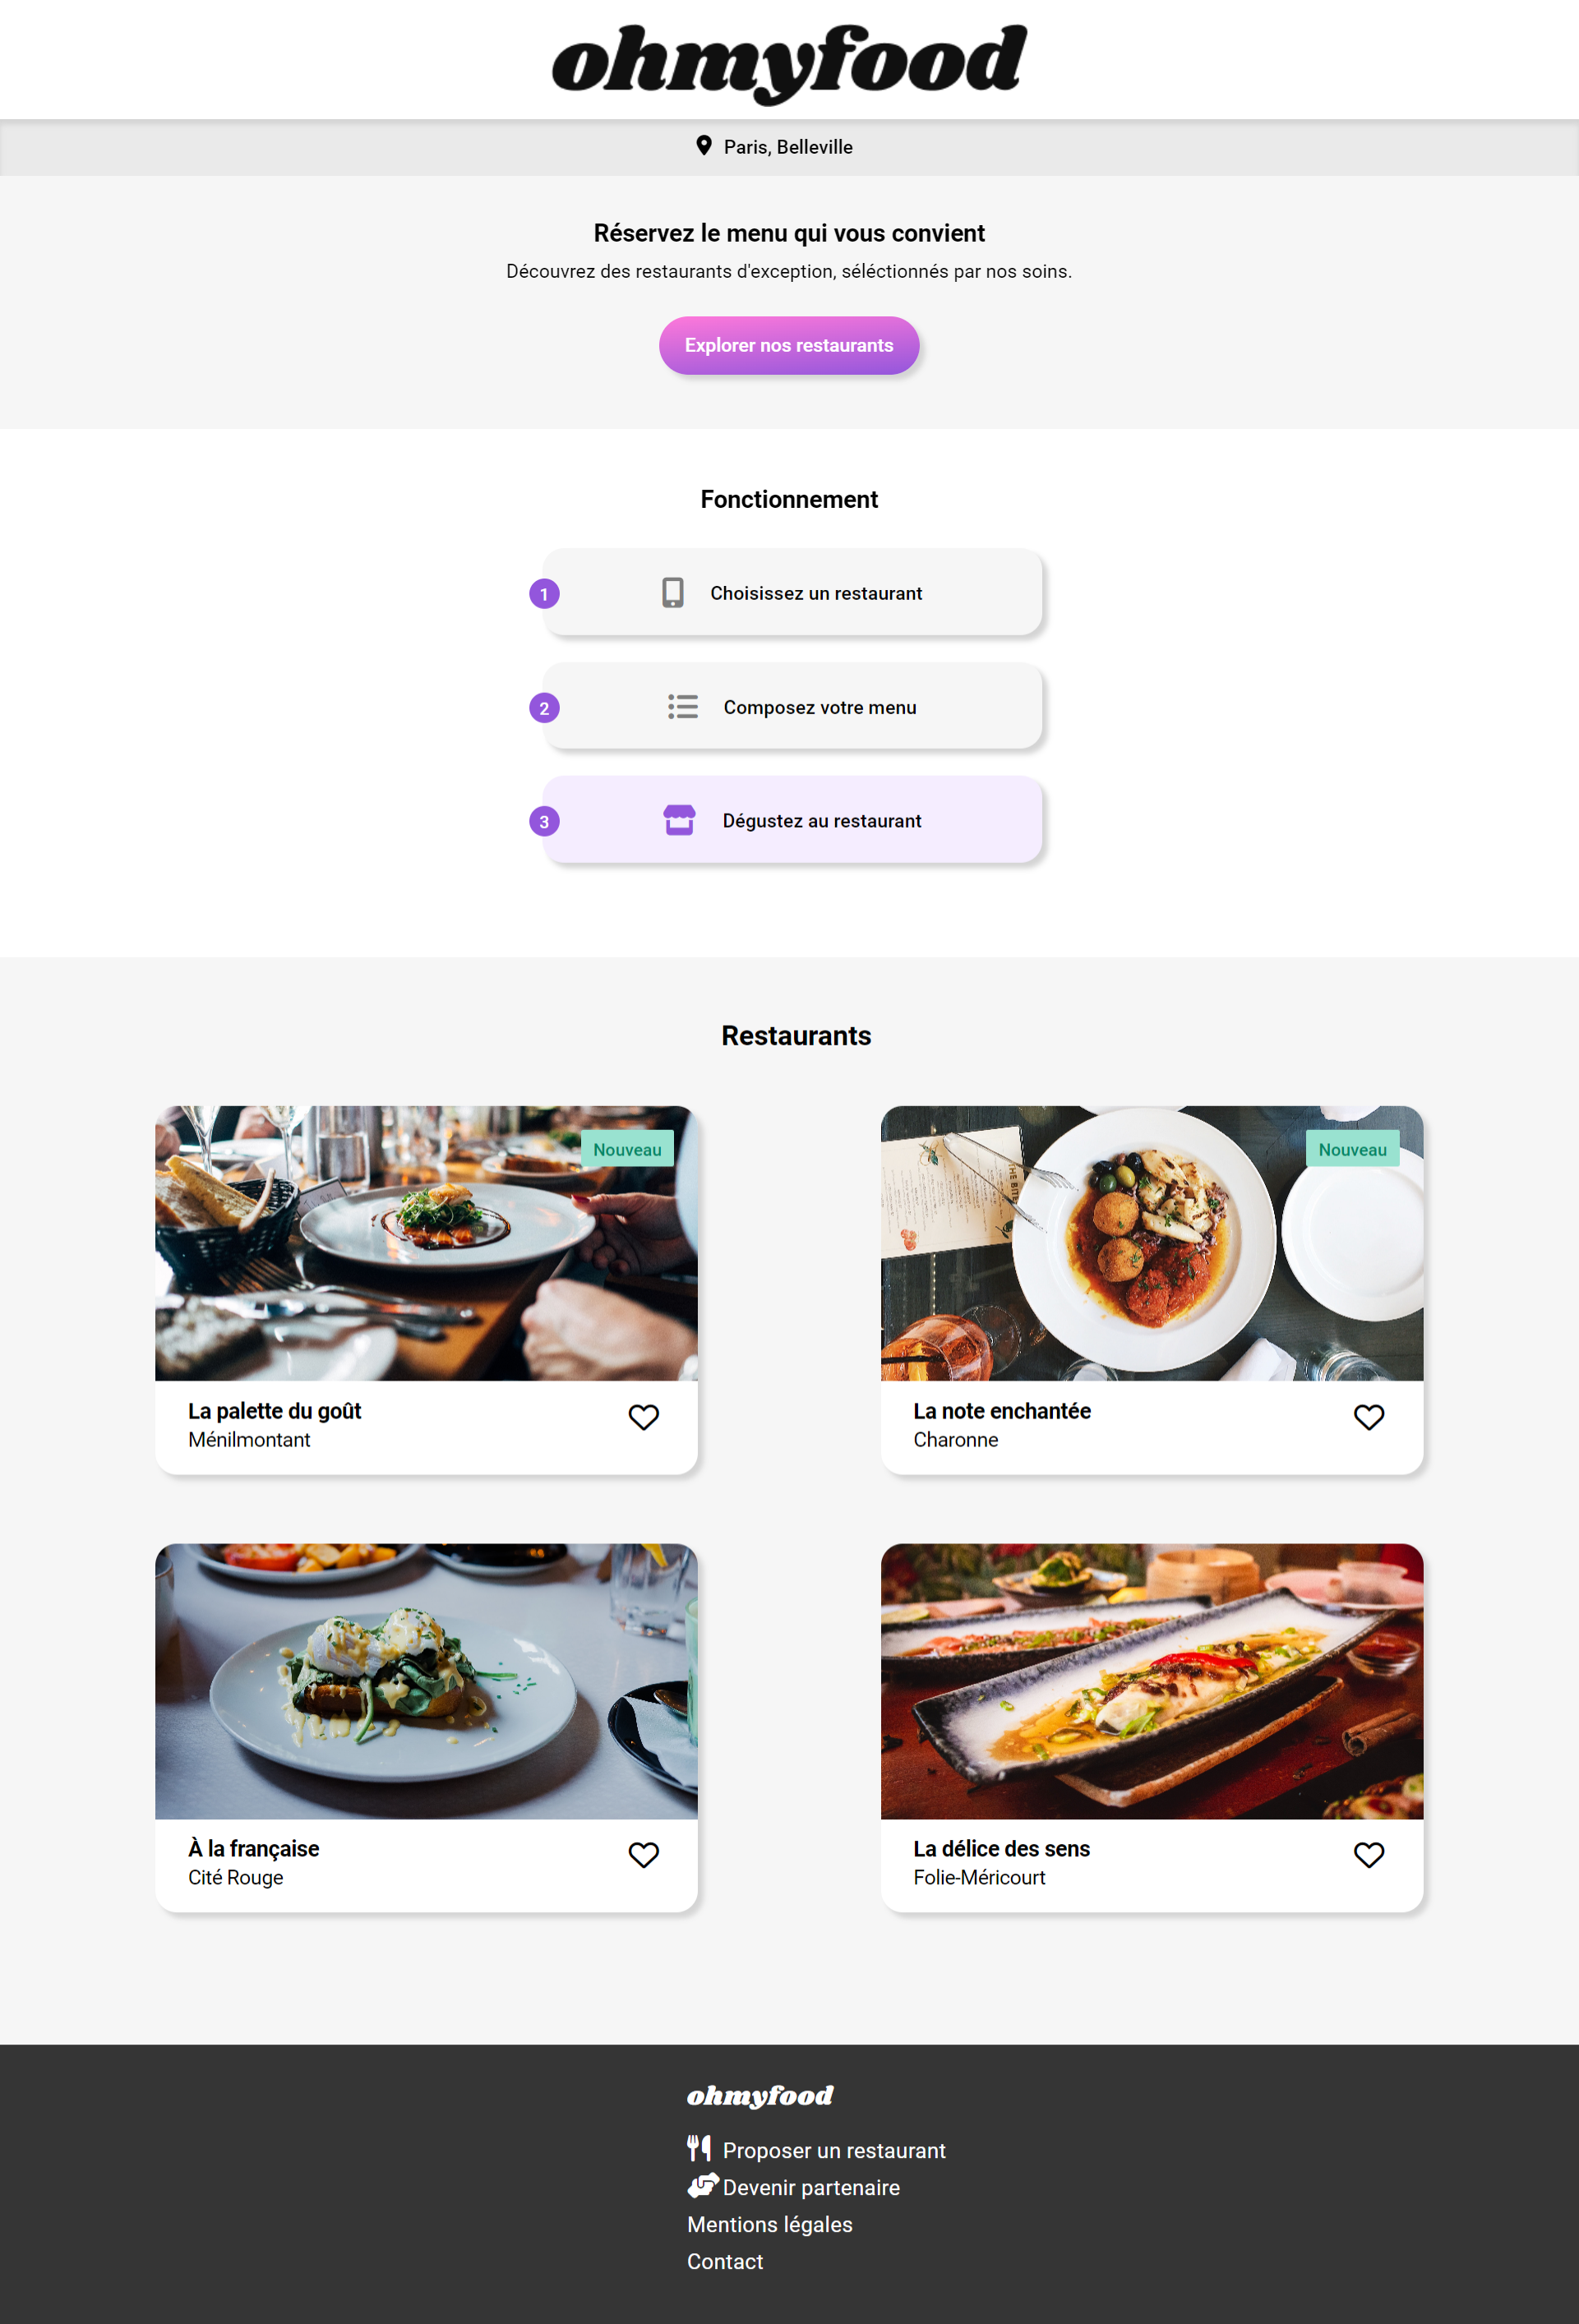 ohmyfood
Paris, Belleville
Réservez le menu qui vous convient
Découvrez des restaurants d'exception, séléctionnés par nos soins.
Explorer nos restaurants
Fonctionnement
1 Choisissez un restaurant
2 Composez votre menu
3 Dégustez au restaurant
Restaurants
Nouveau
La palette du goût
Ménilmontant
Nouveau
THE BITE
La note enchantée
Charonne
À la française
Cité Rouge
La délice des sens
Folie-Méricourt
ohmyfood
Proposer un restaurant
Devenir partenaire
Mentions légales
Contact